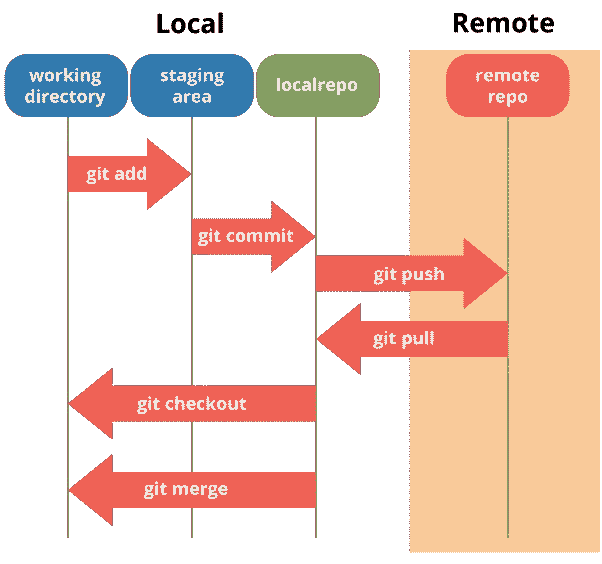 Local
Remote
working
directory
staging
area
localrepo
remote
repo
git add
git commit
git push
git pull
git checkout
git merge